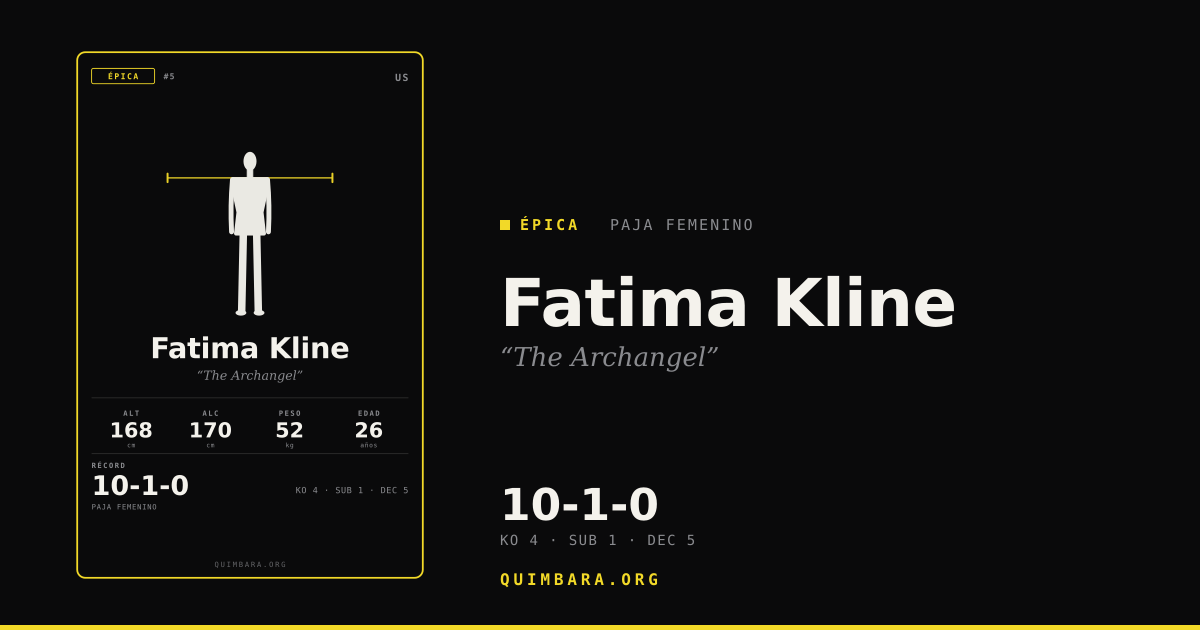 ÉPICA #5 US
Fatima Kline
“The Archangel”
ALT ALC PESO EDAD
168 170 52 26
cm cm kg años
RÉCORD
10-1-0 KO 4 · SUB 1 · DEC 5
PAJA FEMENINO
QUIMBARA.ORG
ÉPICA PAJA FEMENINO
Fatima Kline
“The Archangel”
10-1-0
KO 4 · SUB 1 · DEC 5
QUIMBARA.ORG